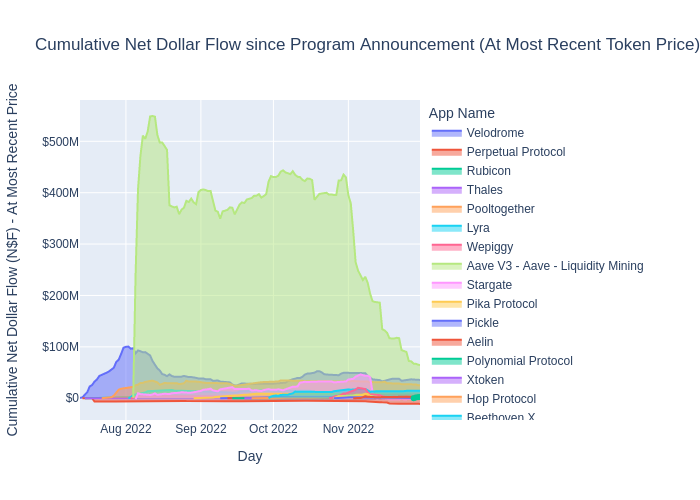 Cumulative Net Dollar Flow since Program Announcement (At Most Recent Token Price)
Cumulative Net Dollar Flow (N$F) - At Most Recent Price
$500M
$400M
$300M
$200M
$100M
$0
Aug 2022
Sep 2022
Oct 2022
Nov 2022
Day
App Name
Velodrome
Perpetual Protocol
Rubicon
Thales
Pooltogether
Lyra
Wepiggy
Aave V3 - Aave - Liquidity Mining
Stargate
Pika Protocol
Pickle
Aelin
Polynomial Protocol
Xtoken
Hop Protocol
Beethoven X